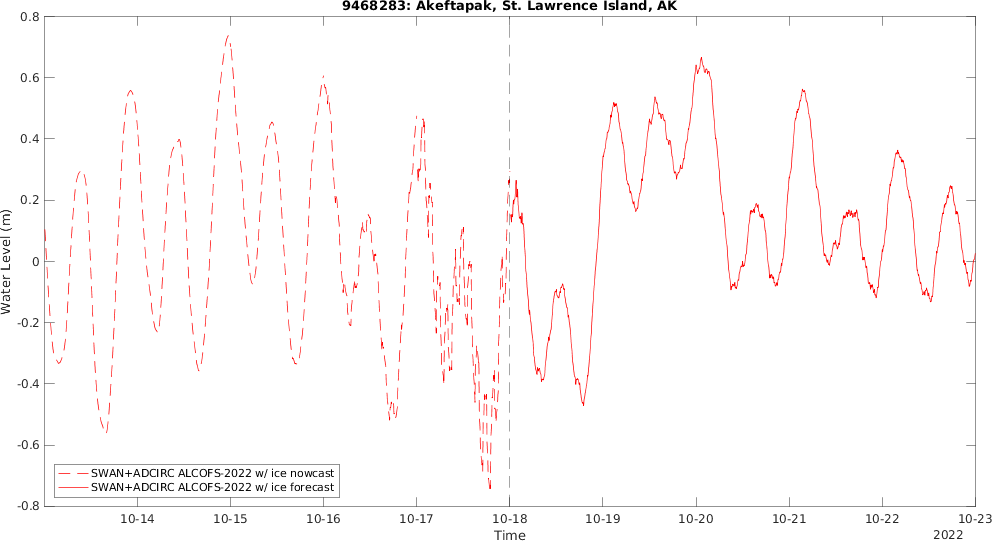 9468283: Akeftapak, St. Lawrence Island, AK
0.8
0.6
0.4
0.2
0
-0.2
-0.4
-0.6
-0.8
Water Level (m)
SWAN+ADCIRC ALCOFS-2022 w/ ice nowcast
SWAN+ADCIRC ALCOFS-2022 w/ ice forecast
10-14 10-15 10-16 10-17 10-18 10-19 10-20 10-21 10-22 10-23
Time
2022